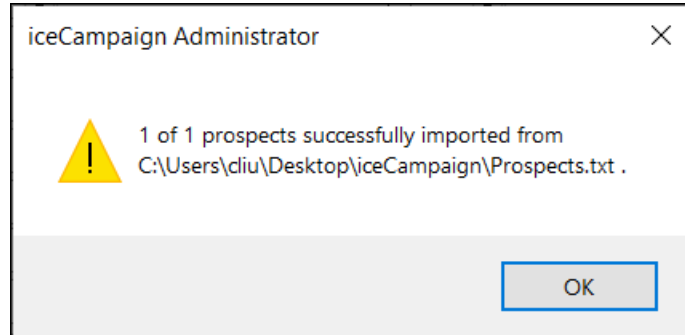 iceCampaign Administrator
1 of 1 prospects successfully imported from
C:\Users\cliu\Desktop\iceCampaign\Prospects.txt .
OK